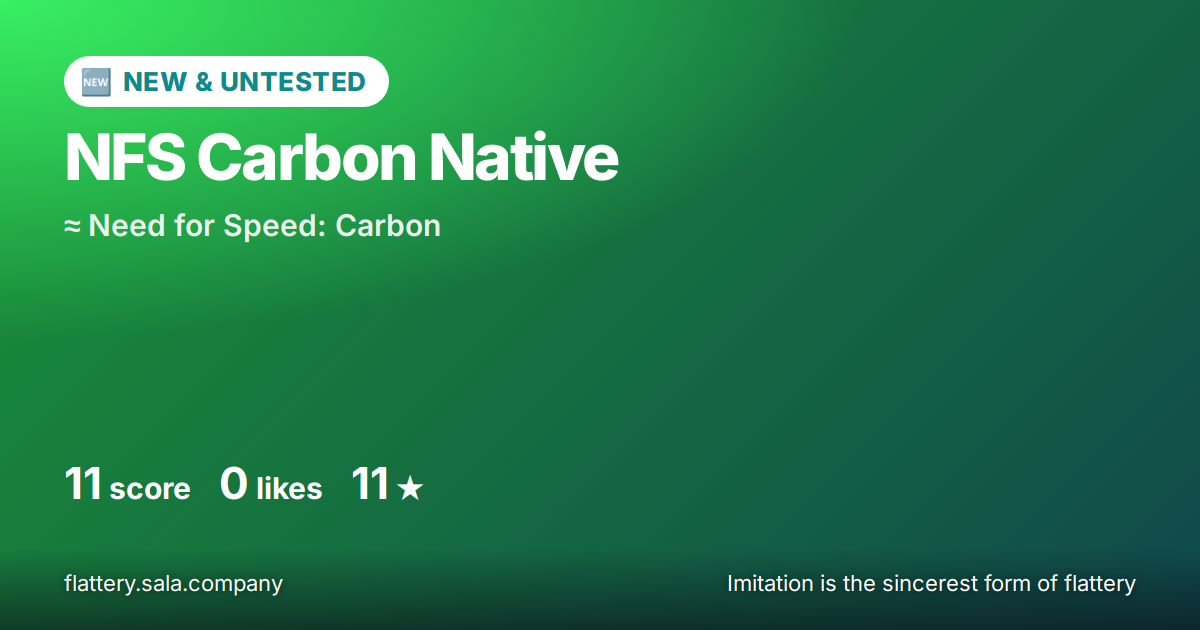 🆕 NEW & UNTESTED
NFS Carbon Native
≈ Need for Speed: Carbon
11 score 0 likes 11 ★
flattery.sala.company
Imitation is the sincerest form of flattery